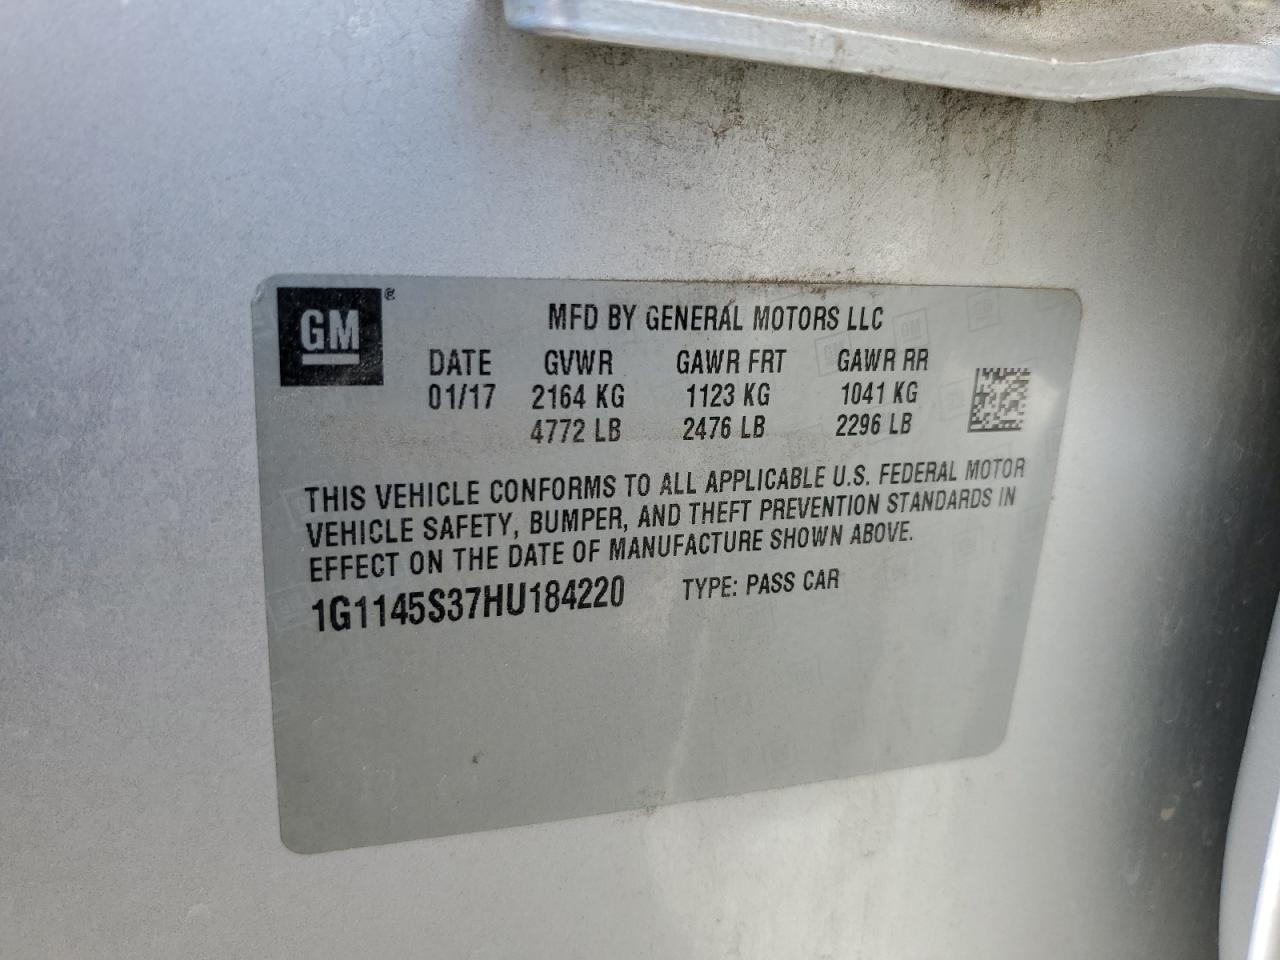 GM ®
MFD BY GENERAL MOTORS LLC
DATE GVWR GAWR FRT GAWR RR
01/17 2164 KG 1123 KG 1041 KG
4772 LB 2476 LB 2296 LB
THIS VEHICLE CONFORMS TO ALL APPLICABLE U.S. FEDERAL MOTOR
VEHICLE SAFETY, BUMPER, AND THEFT PREVENTION STANDARDS IN
EFFECT ON THE DATE OF MANUFACTURE SHOWN ABOVE.
1G1145S37HU184220 TYPE: PASS CAR